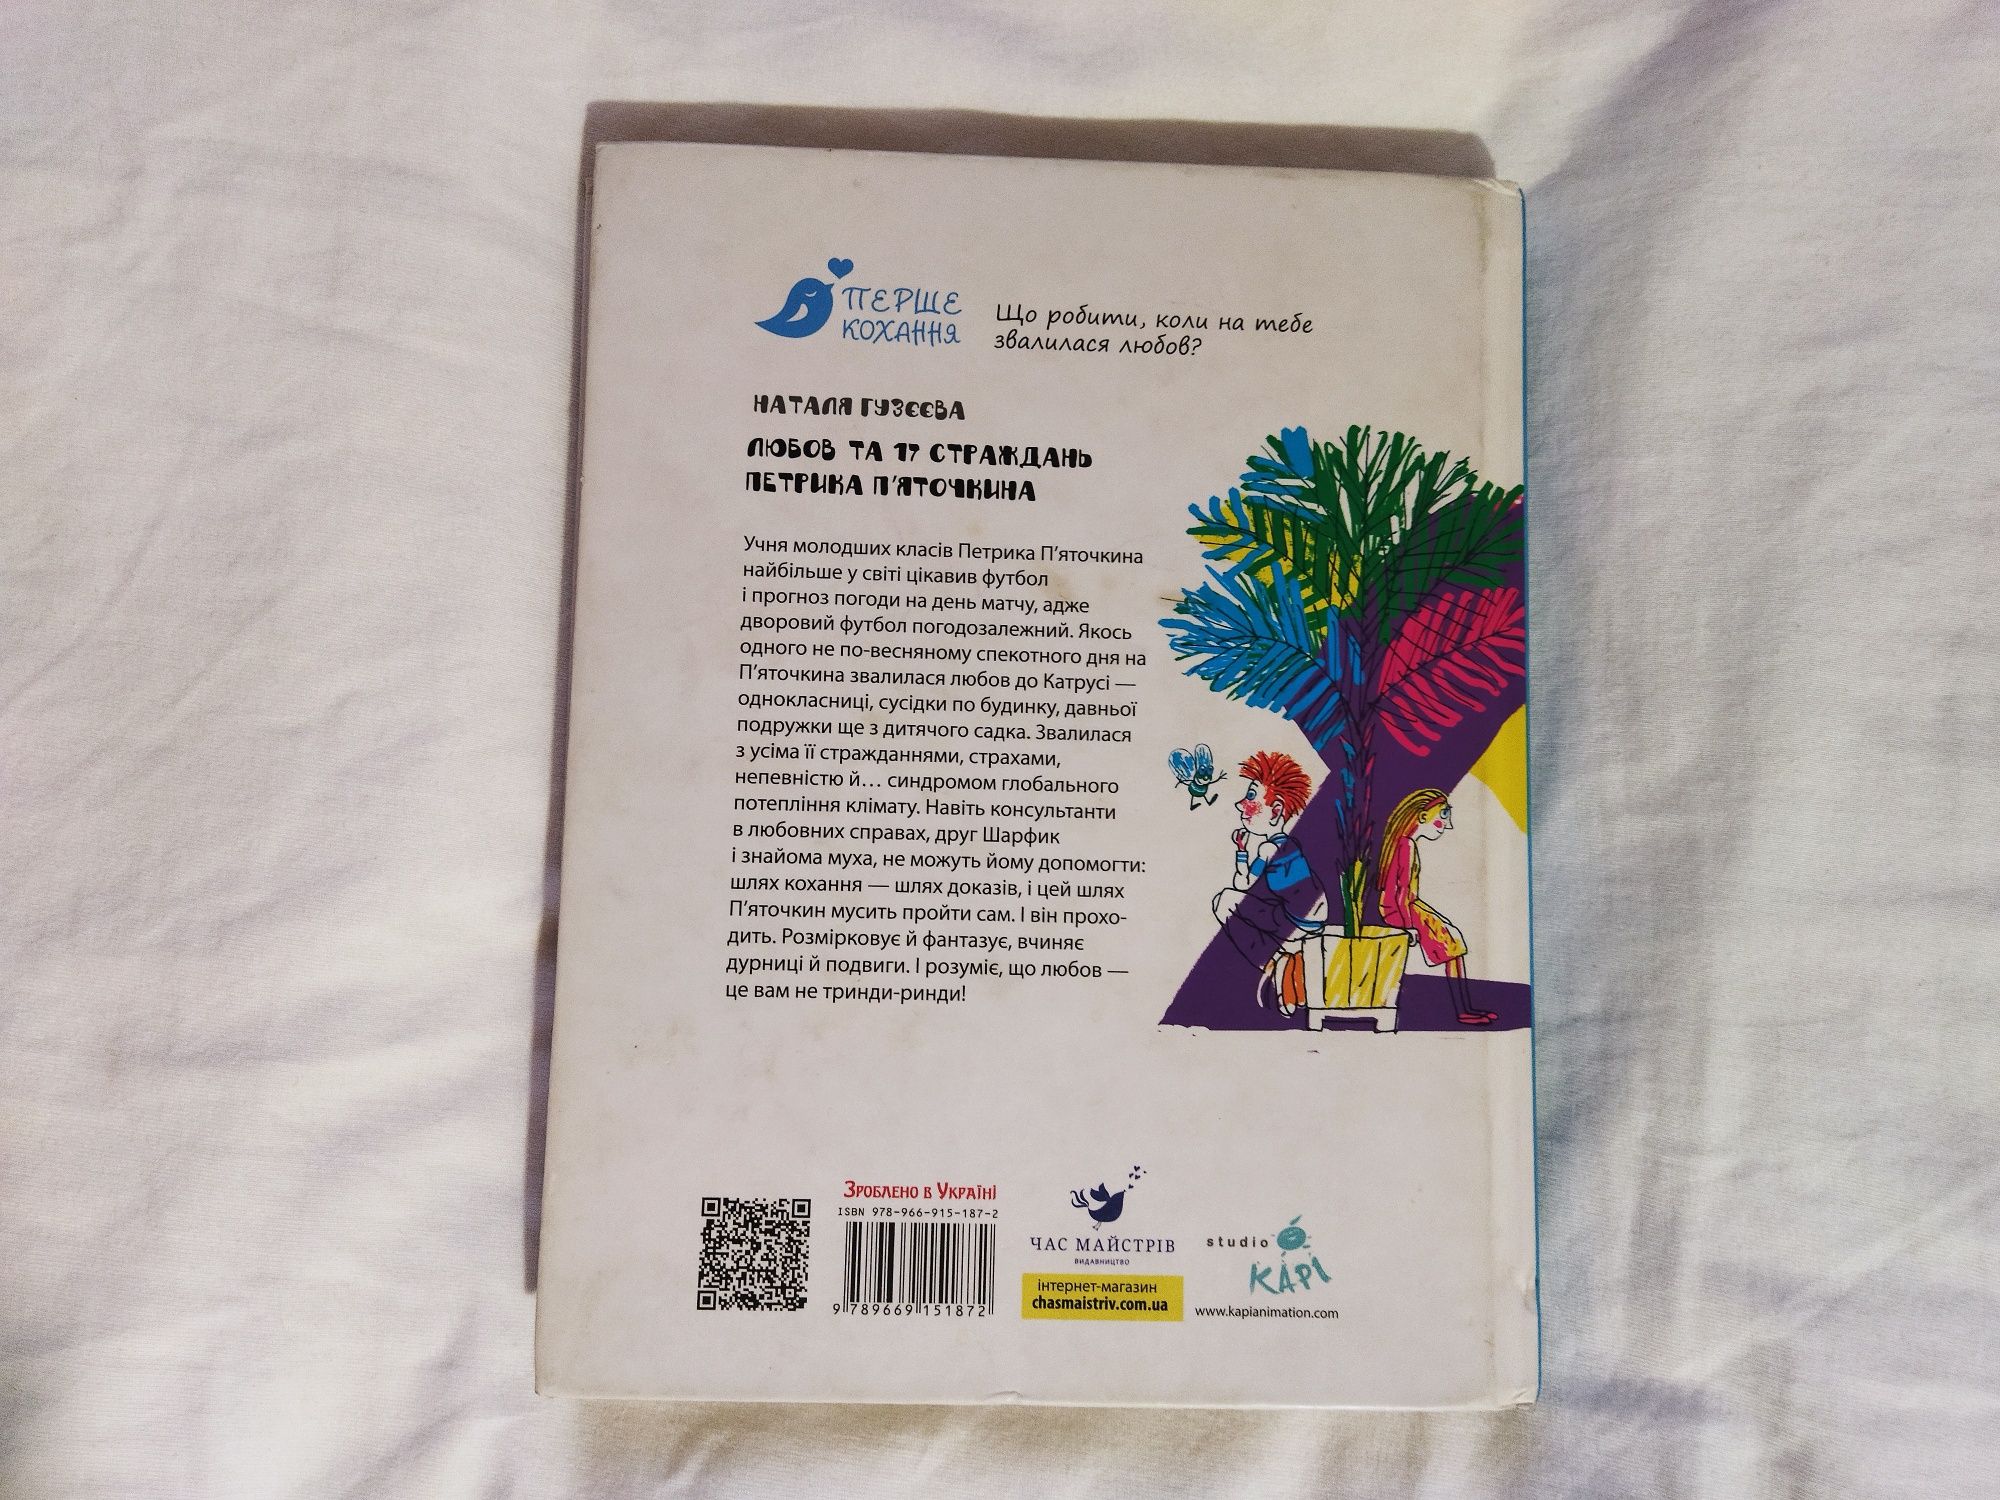 ПЕРШЕ
КОХАННЯ
Що робити, коли на тебе
звалилася любов?
НАТАЛЯ ГУЗЄЄВА
ЛЮБОВ ТА 17 СТРАЖДАНЬ
ПЕТРИКА П'ЯТОЧКИНА
Учня молодших класів Петрика П'яточкина
найбільше у світі цікавив футбол
і прогноз погоди на день матчу, адже
дворовий футбол погодозалежний. Якось
одного не по-весняному спекотного дня на
П'яточкина звалилася любов до Катрусі —
однокласниці, сусідки по будинку, давньої
подружки ще з дитячого садка. Звалилася
з усіма її стражданнями, страхами,
непевністю й… синдромом глобального
потепління клімату. Навіть консультанти
в любовних справах, друг Шарфик
і знайома муха, не можуть йому допомогти:
шлях кохання — шлях доказів, і цей шлях
П'яточкин мусить пройти сам. І він прохо-
дить. Розмірковує й фантазує, вчиняє
дурниці й подвиги. І розуміє, що любов —
це вам не тринди-ринди!
Зроблено в Україні
ISBN 978-966-915-187-2
9 789669 151872
ЧАС МАЙСТРІВ
ВИДАВНИЦТВО
інтернет-магазин
chasmaistriv.com.ua
studio
КАРІ
www.kapianimation.com